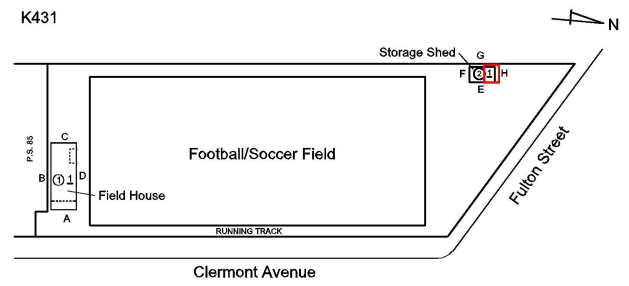 K431
N
Storage Shed
G
F
2
1
H
E
P.S. 85
C
B
1
1
D
A
Field House
Football/Soccer Field
RUNNING TRACK
Fulton Street
Clermont Avenue